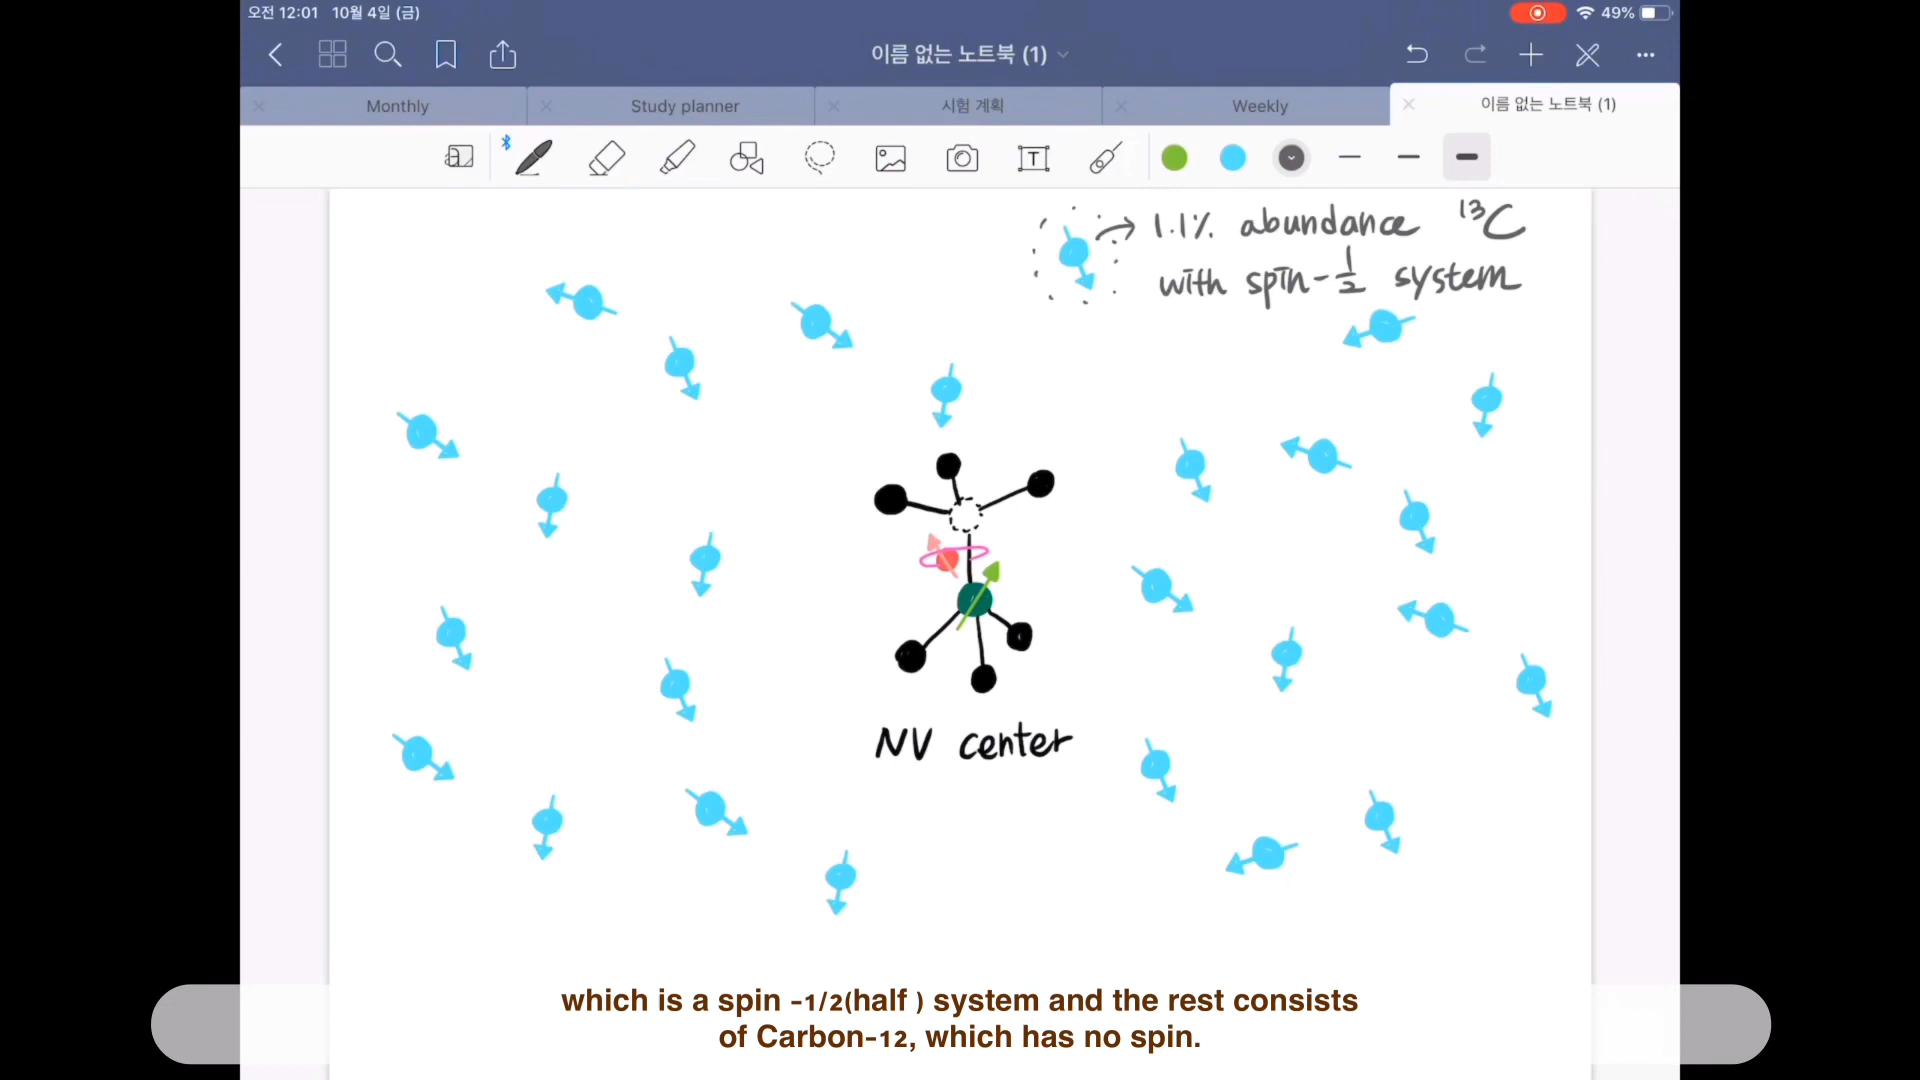 오전 12:01 10월 4일 (금)
49%
이름 없는 노트북 (1)
Monthly
Study planner
시험 계획
Weekly
이름 없는 노트북 (1)
1.1% abundance ¹³C
with spin-½ system
NV center
which is a spin -1/2(half ) system and the rest consists
of Carbon-12, which has no spin.